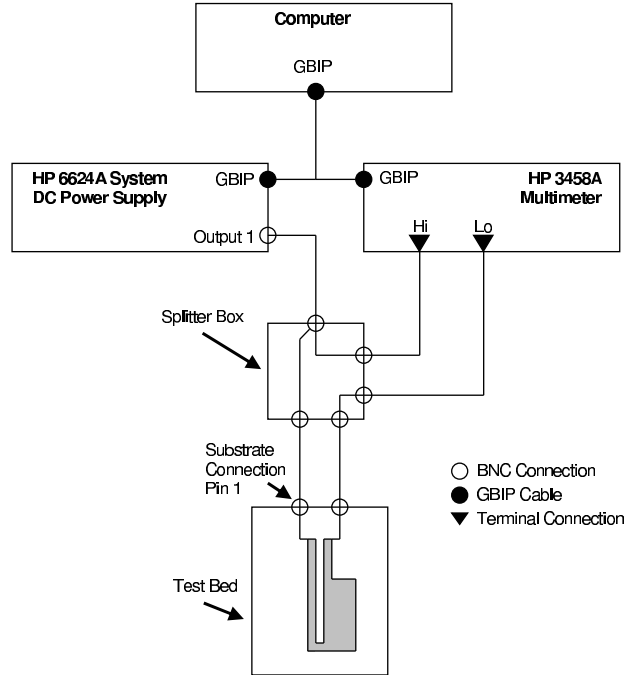 Computer
GBIP
HP 6624A System
DC Power Supply
GBIP
Output 1
GBIP
HP 3458A
Multimeter
Hi
Lo
Splitter Box
Substrate
Connection
Pin 1
BNC Connection
GBIP Cable
Terminal Connection
Test Bed